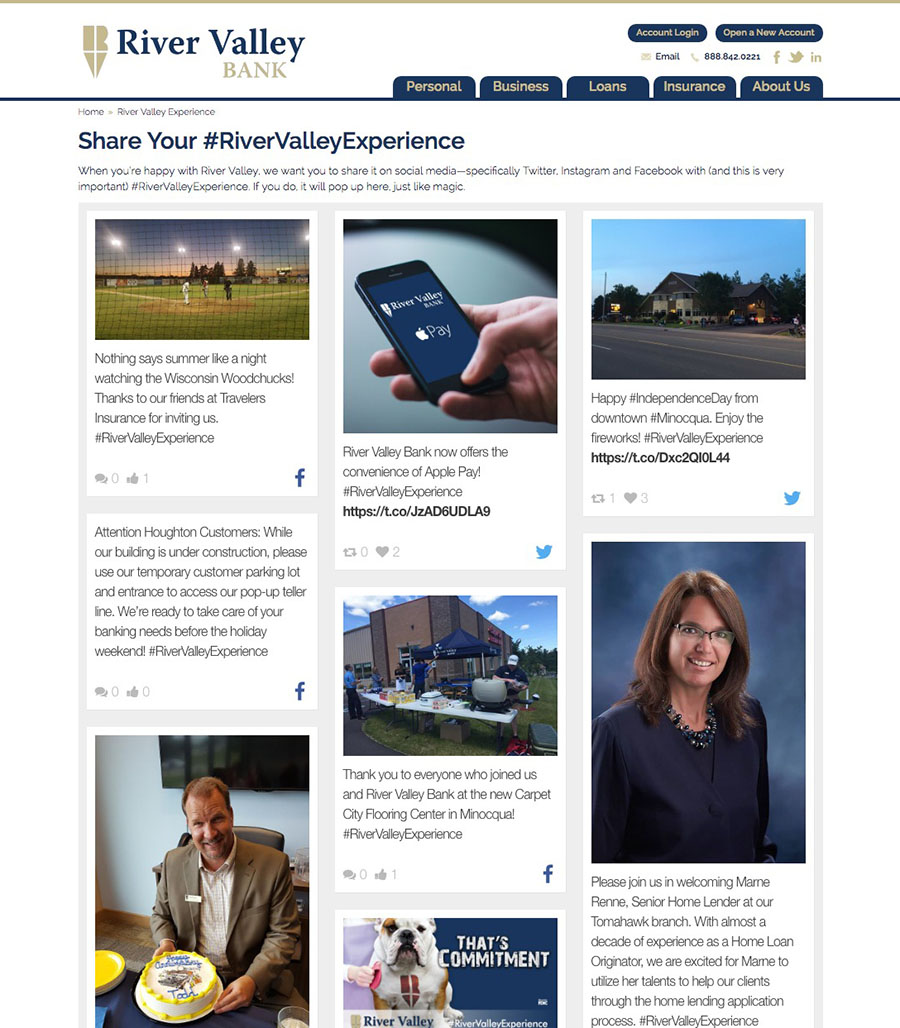 River Valley
BANK
Account Login
Open a New Account
Email
888.842.0221
Personal
Business
Loans
Insurance
About Us
Home » River Valley Experience
Share Your #RiverValleyExperience
When you're happy with River Valley, we want you to share it on social media—specifically Twitter, Instagram and Facebook with (and this is very
important) #RiverValleyExperience. If you do, it will pop up here, just like magic.
Nothing says summer like a night
watching the Wisconsin Woodchucks!
Thanks to our friends at Travelers
Insurance for inviting us.
#RiverValleyExperience
0 1
Attention Houghton Customers: While
our building is under construction, please
use our temporary customer parking lot
and entrance to access our pop-up teller
line. We're ready to take care of your
banking needs before the holiday
weekend! #RiverValleyExperience
0 0
Happy
Anniversary
Todd
River Valley
BANK
Pay
River Valley Bank now offers the
convenience of Apple Pay!
#RiverValleyExperience
https://t.co/JzAD6UDLA9
0 2
Thank you to everyone who joined us
and River Valley Bank at the new Carpet
City Flooring Center in Minocqua!
#RiverValleyExperience
0 1
THAT'S
COMMITMENT
River Valley
#RiverValleyExperience
Happy #IndependenceDay from
downtown #Minocqua. Enjoy the
fireworks! #RiverValleyExperience
https://t.co/Dxc2Ql0L44
1 3
Please join us in welcoming Marne
Renne, Senior Home Lender at our
Tomahawk branch. With almost a
decade of experience as a Home Loan
Originator, we are excited for Marne to
utilize her talents to help our clients
through the home lending application
process. #RiverValleyExperience